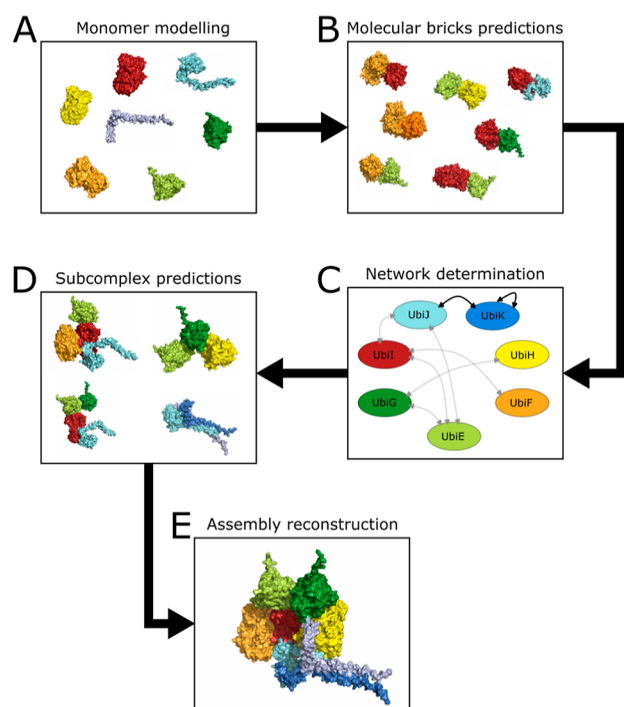 A
Monomer modelling
B
Molecular bricks predictions
C
Network determination
UbiJ
UbiK
UbiI
UbiH
UbiG
UbiF
UbiE
D
Subcomplex predictions
E
Assembly reconstruction